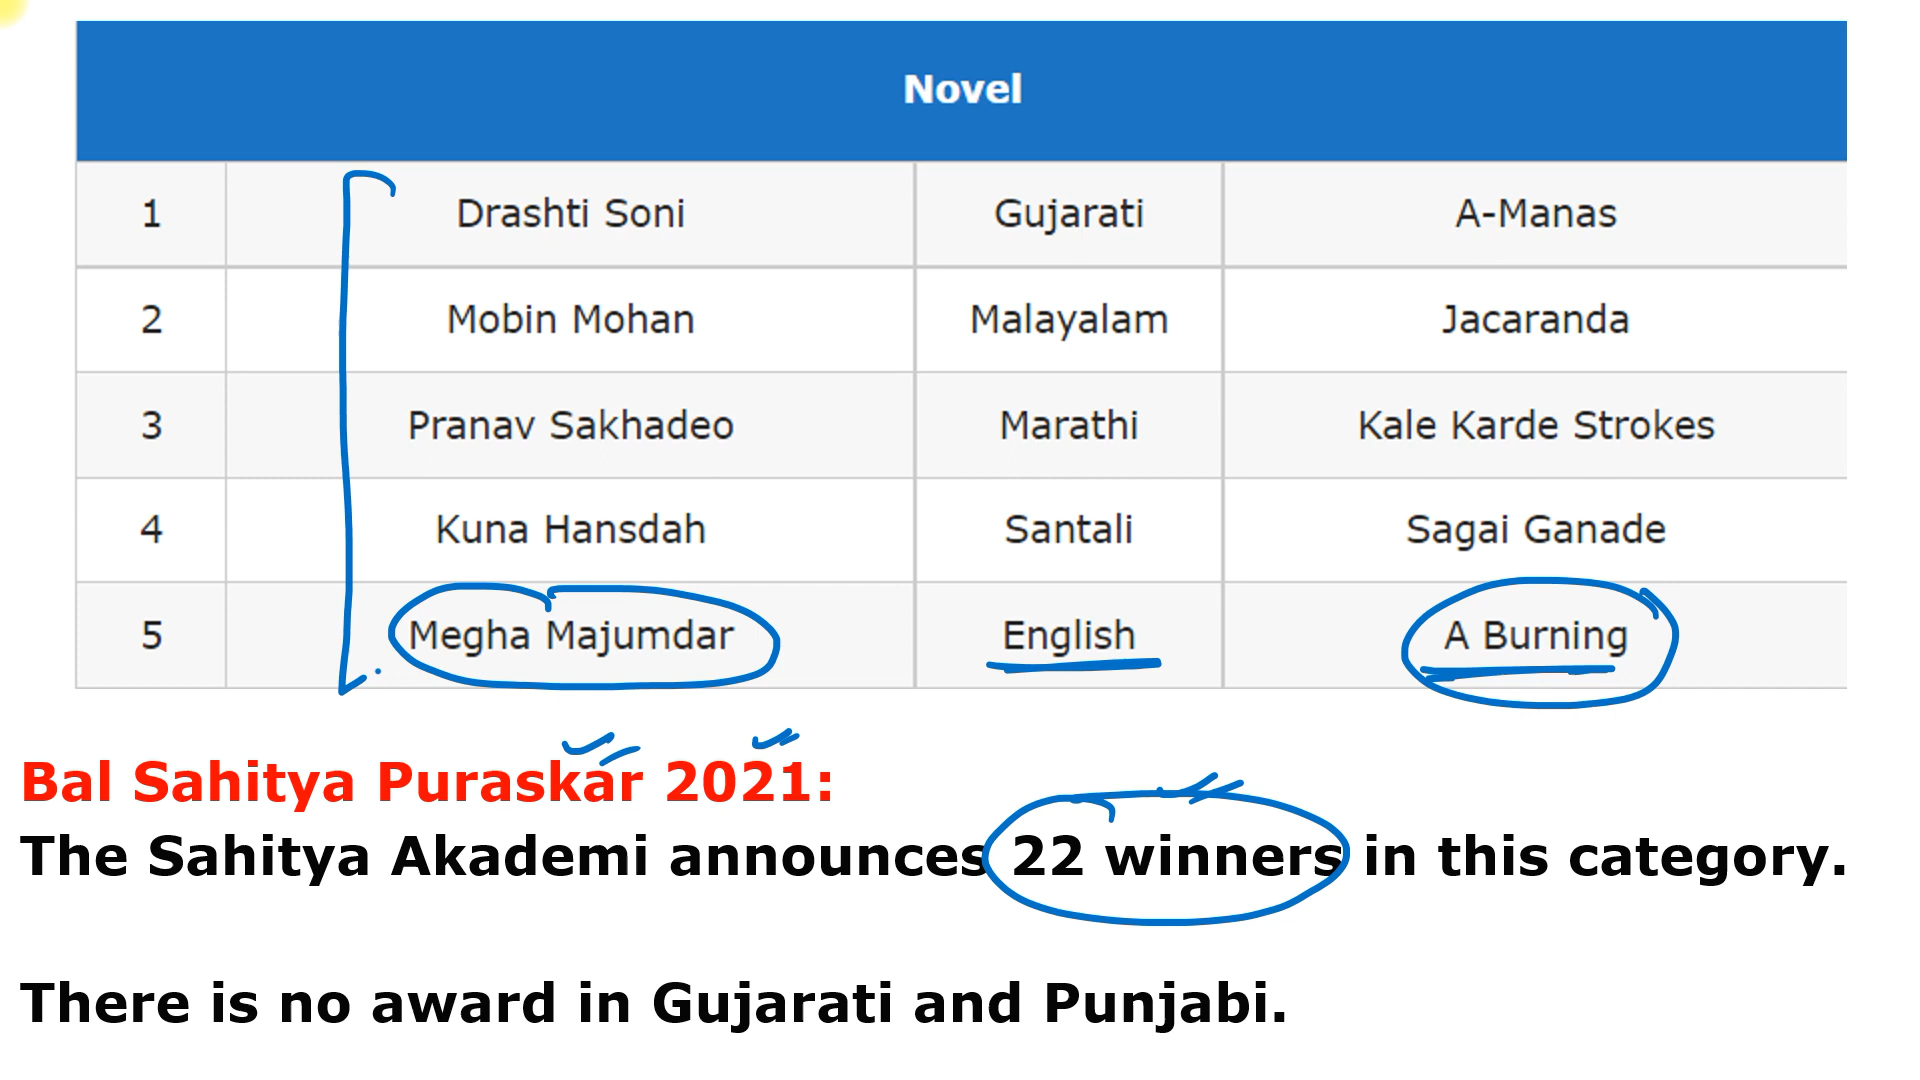 Novel
1 Drashti Soni Gujarati A-Manas
2 Mobin Mohan Malayalam Jacaranda
3 Pranav Sakhadeo Marathi Kale Karde Strokes
4 Kuna Hansdah Santali Sagai Ganade
5 Megha Majumdar English A Burning
Bal Sahitya Puraskar 2021:
The Sahitya Akademi announces 22 winners in this category.
There is no award in Gujarati and Punjabi.